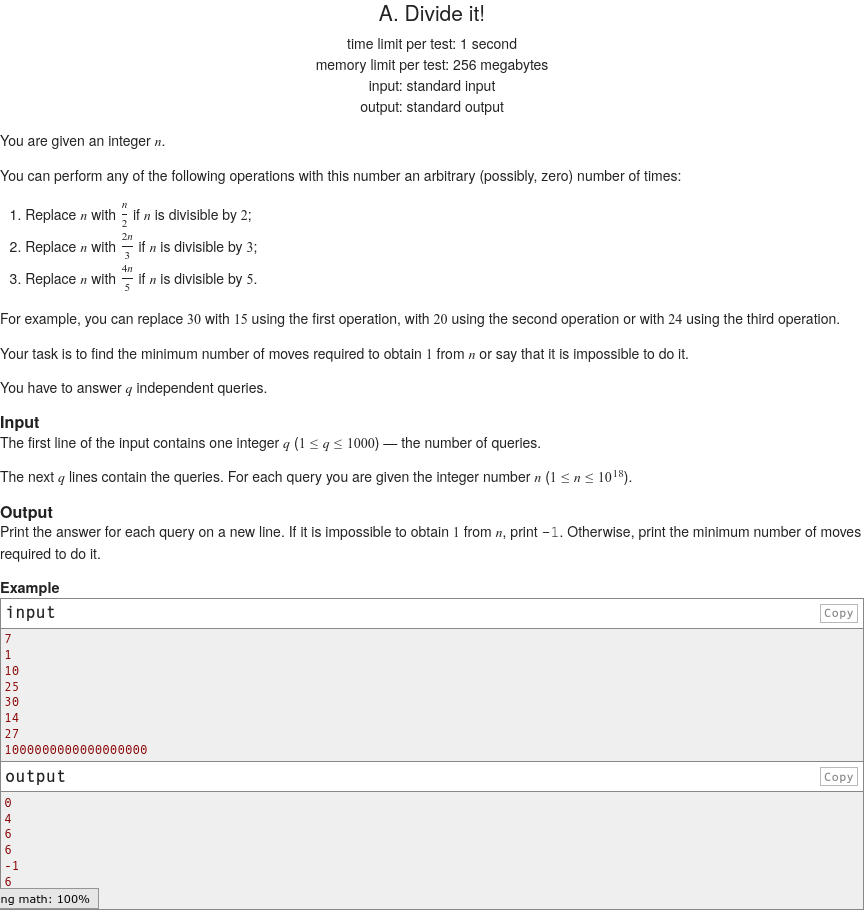 A. Divide it!
time limit per test: 1 second
memory limit per test: 256 megabytes
input: standard input
output: standard output
You are given an integer n.
You can perform any of the following operations with this number an arbitrary (possibly, zero) number of times:
1. Replace n with n/2 if n is divisible by 2;
2. Replace n with 2n/3 if n is divisible by 3;
3. Replace n with 4n/5 if n is divisible by 5.
For example, you can replace 30 with 15 using the first operation, with 20 using the second operation or with 24 using the third operation.
Your task is to find the minimum number of moves required to obtain 1 from n or say that it is impossible to do it.
You have to answer q independent queries.
Input
The first line of the input contains one integer q (1 ≤ q ≤ 1000) — the number of queries.
The next q lines contain the queries. For each query you are given the integer number n (1 ≤ n ≤ 10^18).
Output
Print the answer for each query on a new line. If it is impossible to obtain 1 from n, print -1. Otherwise, print the minimum number of moves
required to do it.
Example
input Copy
7
1
10
25
30
14
27
1000000000000000000
output Copy
0
4
6
6
-1
6
ng math: 100%